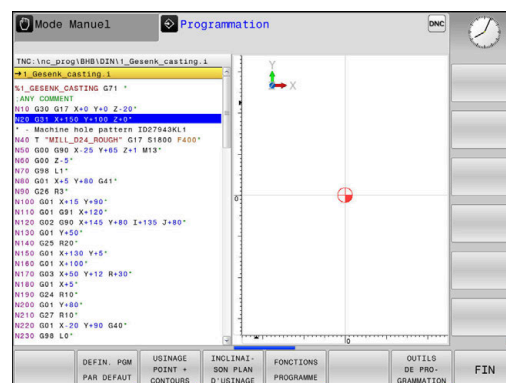 Mode Manuel
Programmation
DNC
TNC:\nc_prog\BHB\DIN\1_Gesenk_casting.i
→1_Gesenk_casting.i
%1_GESENK_CASTING G71 *
;ANY COMMENT
N10 G30 G17 X+0 Y+0 Z-20*
N20 G31 X+150 Y+100 Z+0*
* - Machine hole pattern ID27943KL1
N40 T "MILL_D24_ROUGH" G17 S1800 F400*
N50 G00 G90 X-25 Y+65 Z+1 M13*
N60 G00 Z-5*
N70 G98 L1*
N80 G01 X+5 Y+80 G41*
N90 G26 R3*
N100 G01 X+15 Y+90*
N110 G01 G91 X+120*
N120 G02 G90 X+145 Y+80 I+135 J+80*
N130 G01 Y+50*
N140 G25 R20*
N150 G01 X+130 Y+5*
N160 G01 X+100*
N170 G03 X+50 Y+12 R+30*
N180 G01 X+5*
N190 G24 R10*
N200 G01 Y+80*
N210 G27 R10*
N220 G01 X-20 Y+90 G40*
N230 G98 L0*
Y
X
0
0
DEFIN. PGM
PAR DEFAUT
USINAGE
POINT +
CONTOURS
INCLINAI-
SON PLAN
D'USINAGE
FONCTIONS
PROGRAMME
OUTILS
DE PRO-
GRAMMATION
FIN